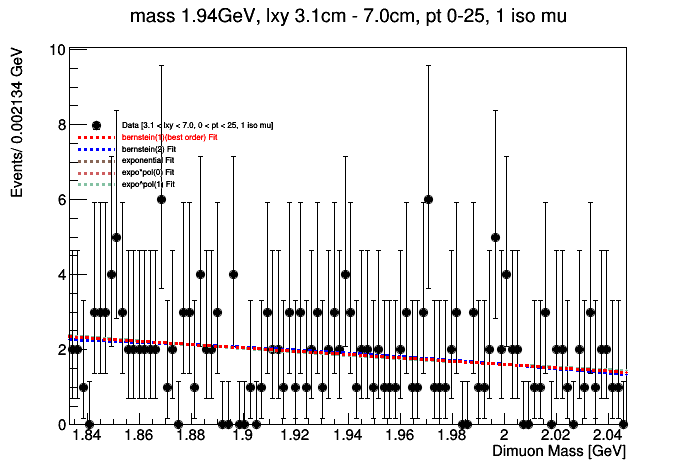 mass 1.94GeV, lxy 3.1cm - 7.0cm, pt 0-25, 1 iso mu
Events/ 0.002134 GeV
10
8
6
4
2
0
Data [3.1 < lxy < 7.0, 0 < pt < 25, 1 iso mu]
bernstein(1)(best order) Fit
bernstein(2) Fit
exponential Fit
expo*pol(0) Fit
expo*pol(1) Fit
1.84 1.86 1.88 1.9 1.92 1.94 1.96 1.98 2 2.02 2.04
Dimuon Mass [GeV]